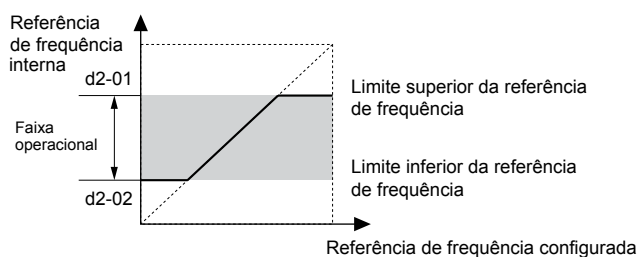 Referência
de frequência
interna
d2-01
Limite superior da referência
de frequência
Faixa
operacional
Limite inferior da referência
de frequência
d2-02
Referência de frequência configurada